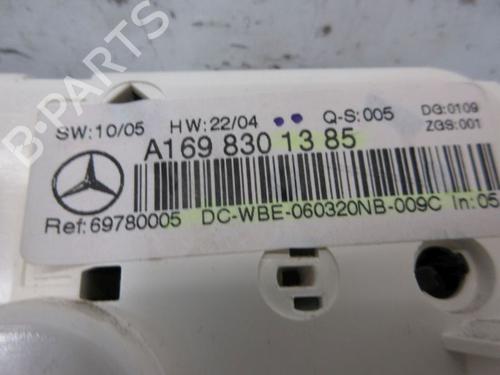 B-PARTS
SW:10/05 HW:22/04 Q-S:005 DG:0109
ZGS:001
A169 830 13 85
Ref:69780005 DC-WBE-060320NB-009C In:05